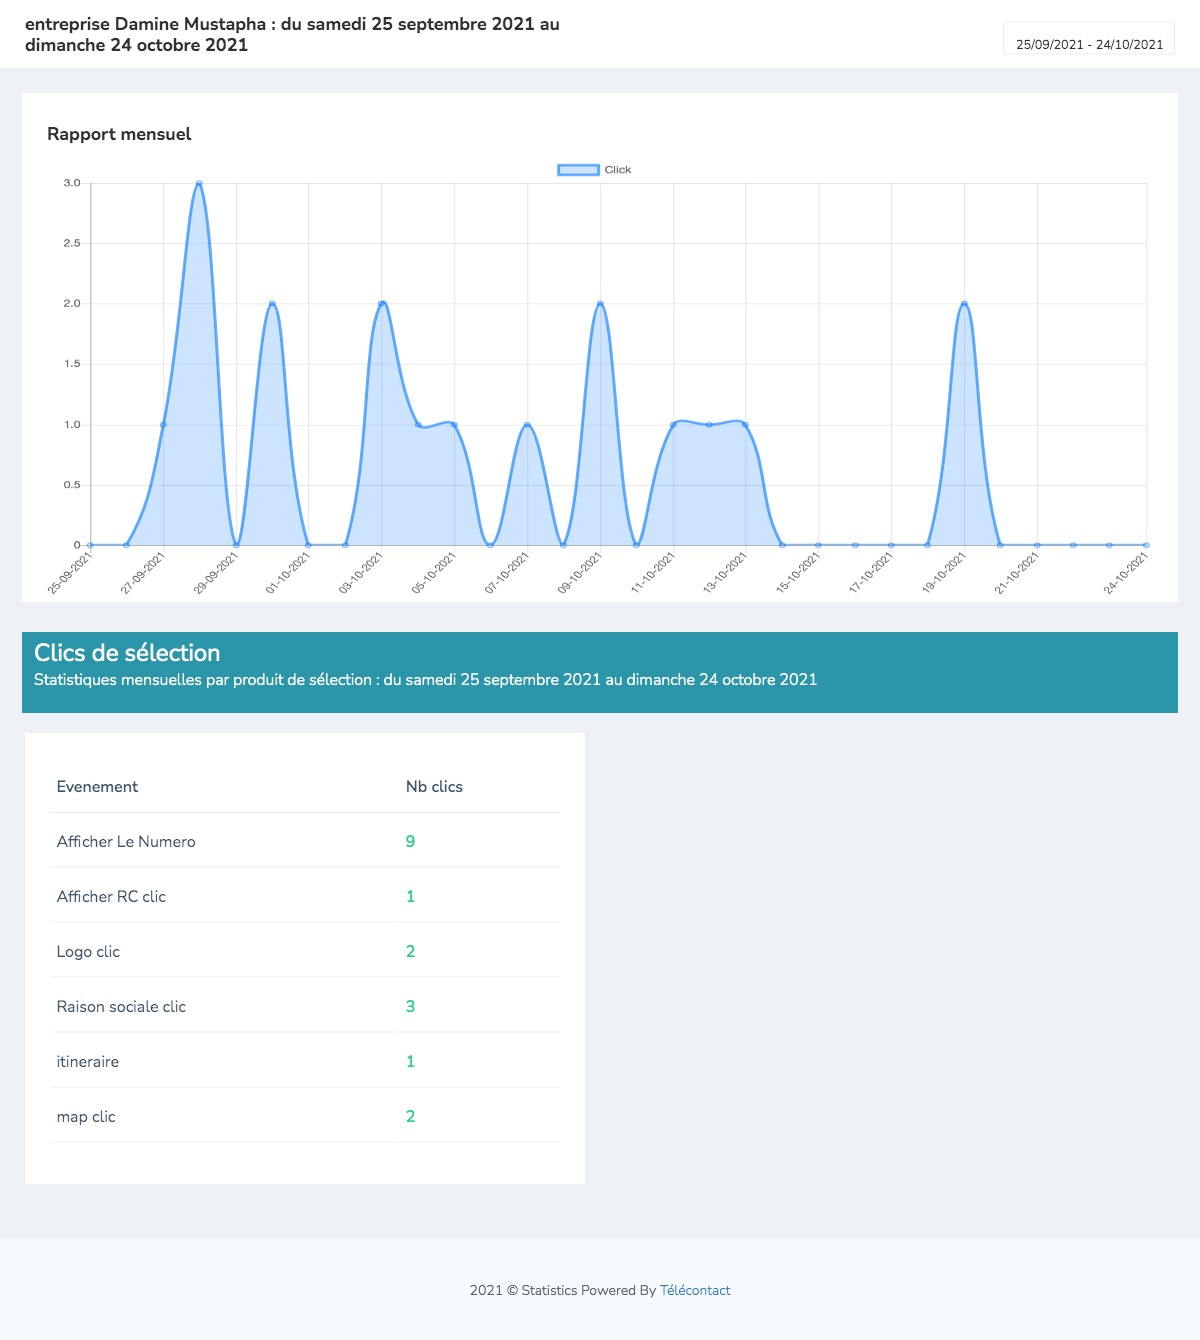 entreprise Damine Mustapha : du samedi 25 septembre 2021 au
dimanche 24 octobre 2021
25/09/2021 - 24/10/2021
Rapport mensuel
Click
3.0
2.5
2.0
1.5
1.0
0.5
0
25-09-2021
27-09-2021
29-09-2021
01-10-2021
03-10-2021
05-10-2021
07-10-2021
09-10-2021
11-10-2021
13-10-2021
15-10-2021
17-10-2021
19-10-2021
21-10-2021
24-10-2021
Clics de sélection
Statistiques mensuelles par produit de sélection : du samedi 25 septembre 2021 au dimanche 24 octobre 2021
Evenement Nb clics
Afficher Le Numero 9
Afficher RC clic 1
Logo clic 2
Raison sociale clic 3
itineraire 1
map clic 2
2021 © Statistics Powered By Télécontact